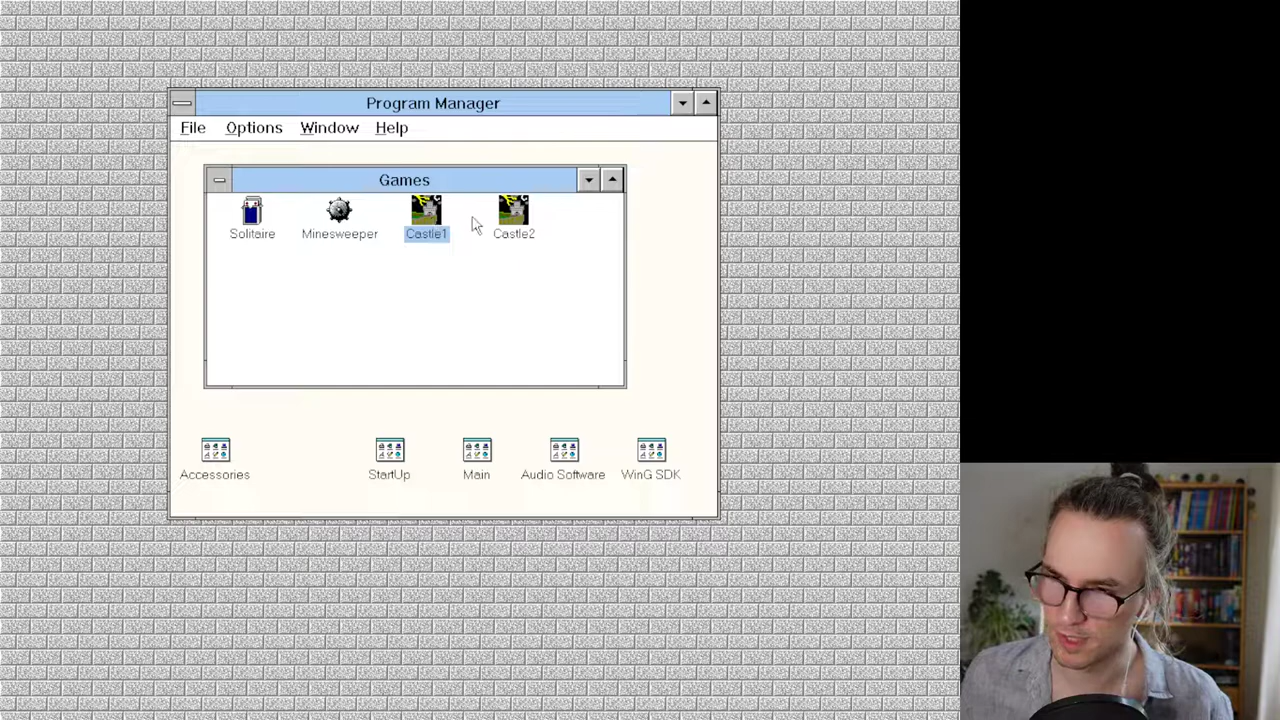 Program Manager
File Options Window Help
Games
Solitaire Minesweeper Castle1 Castle2
Accessories StartUp Main Audio Software WinG SDK